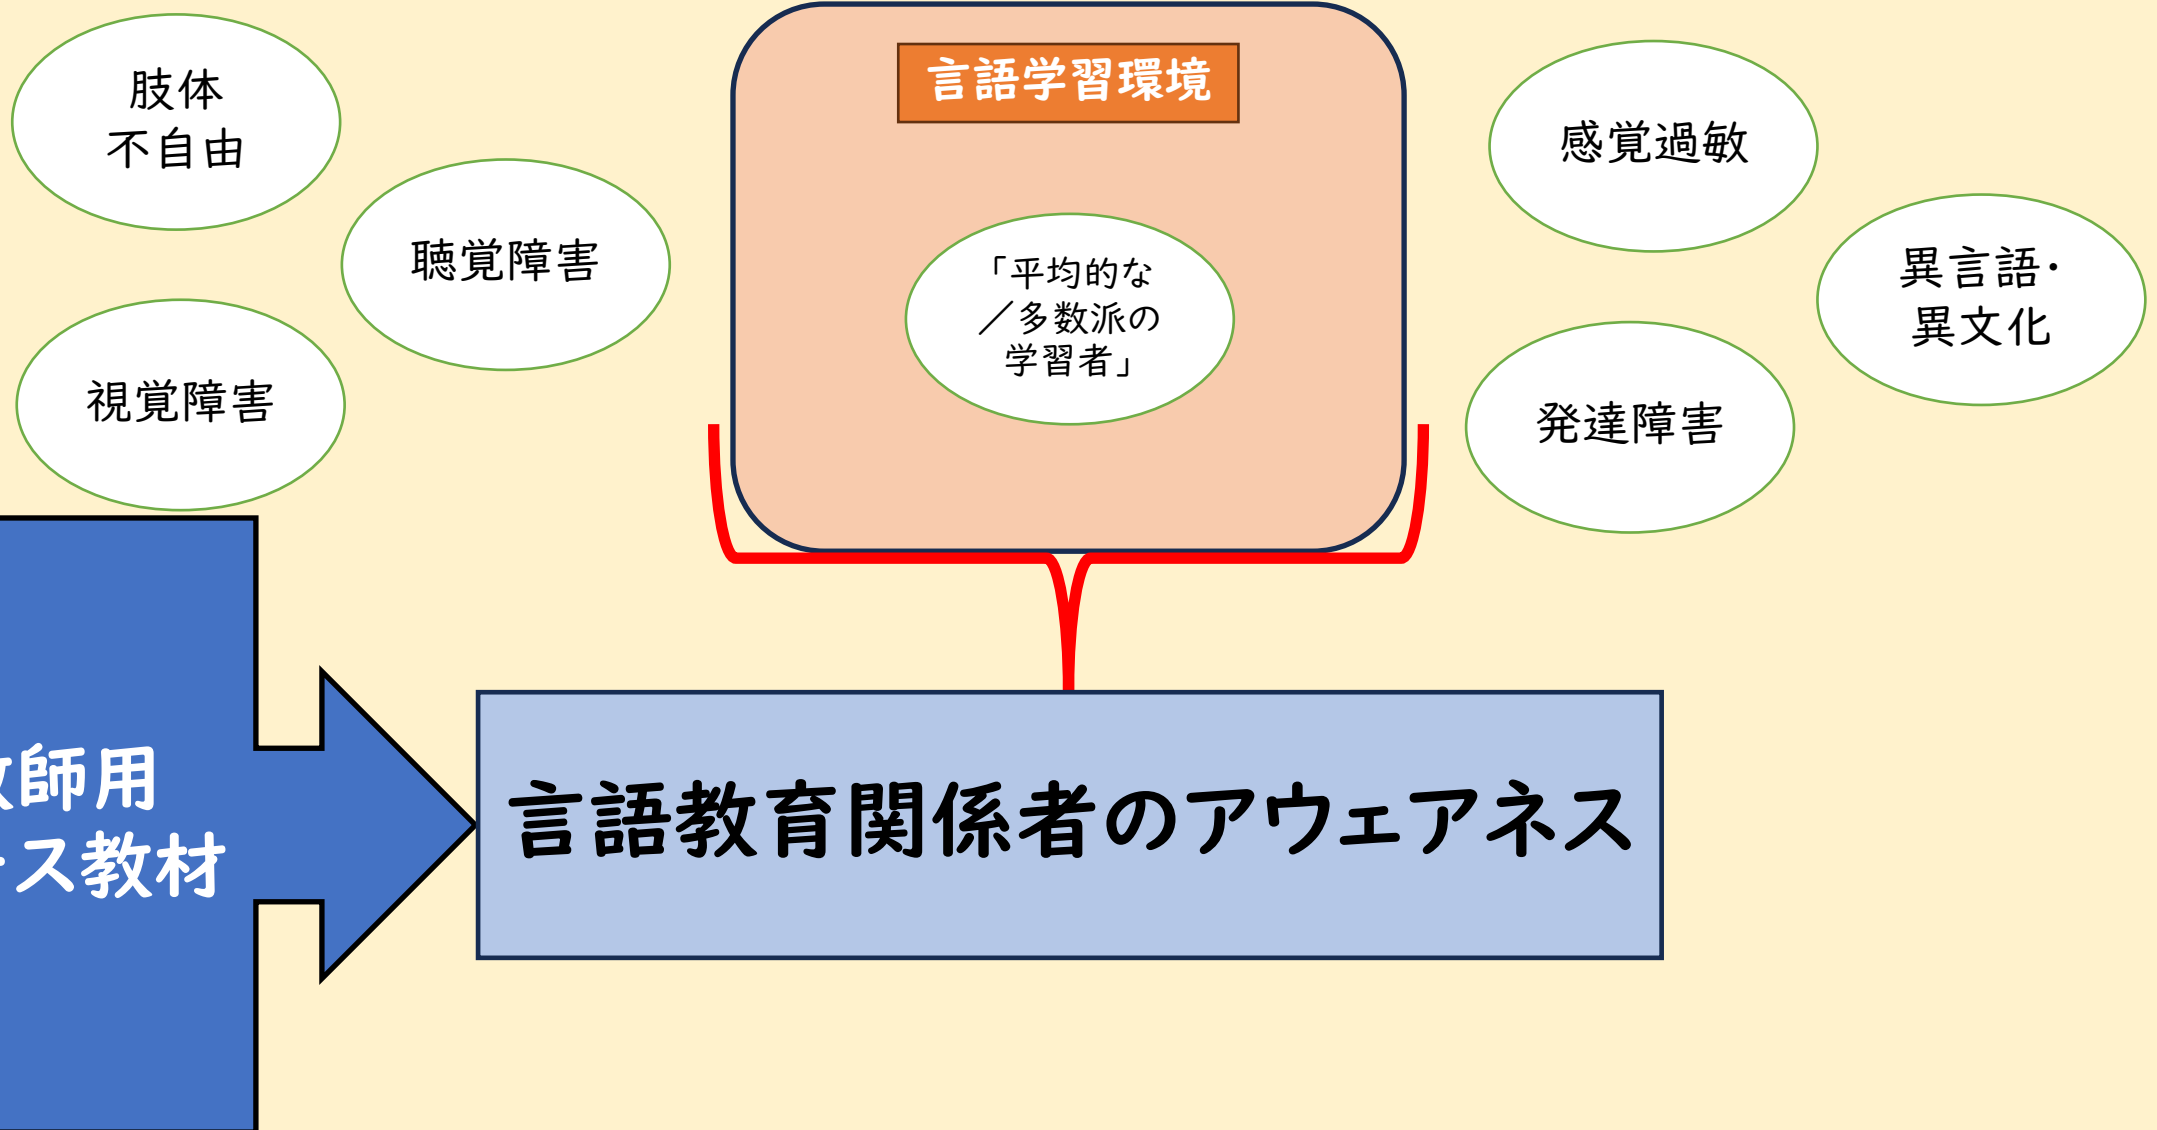 肢体
不自由
聴覚障害
視覚障害
言語学習環境
「平均的な
／多数派の
学習者」
感覚過敏
異言語・
異文化
発達障害
師用
ス教材
言語教育関係者のアウェアネス